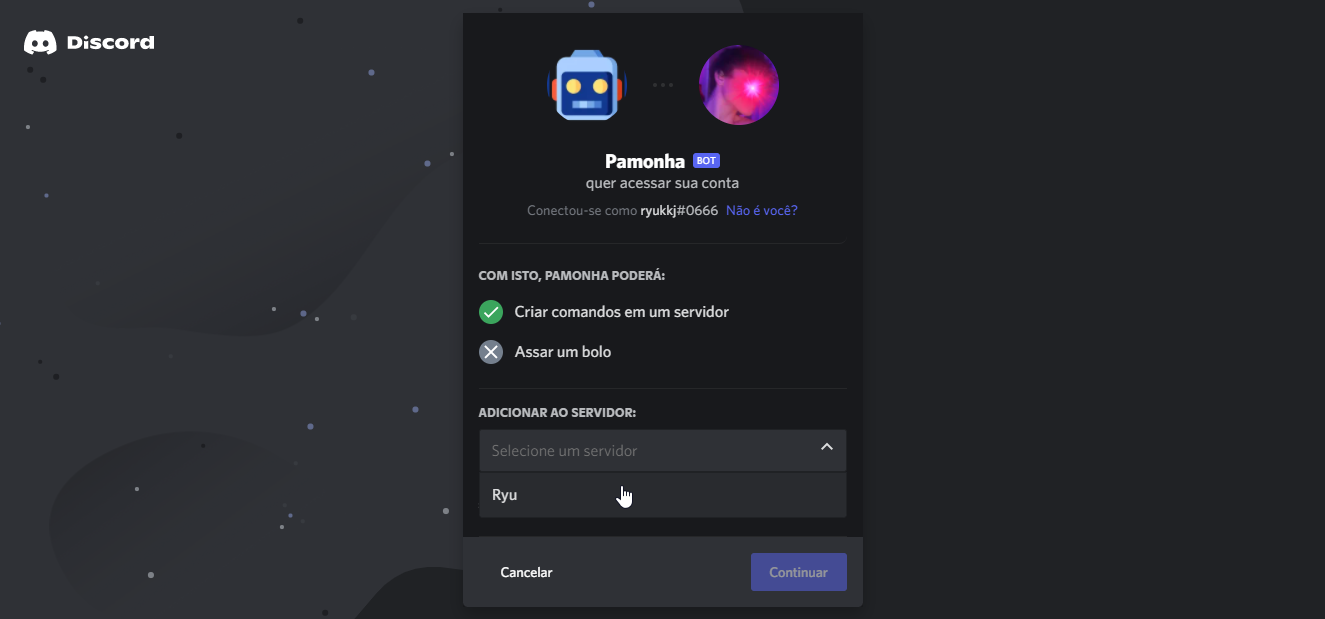 Discord
Pamonha BOT
quer acessar sua conta
Conectou-se como ryukkj#0666 Não é você?
COM ISTO, PAMONHA PODERÁ:
Criar comandos em um servidor
Assar um bolo
ADICIONAR AO SERVIDOR:
Selecione um servidor
Ryu
Cancelar
Continuar